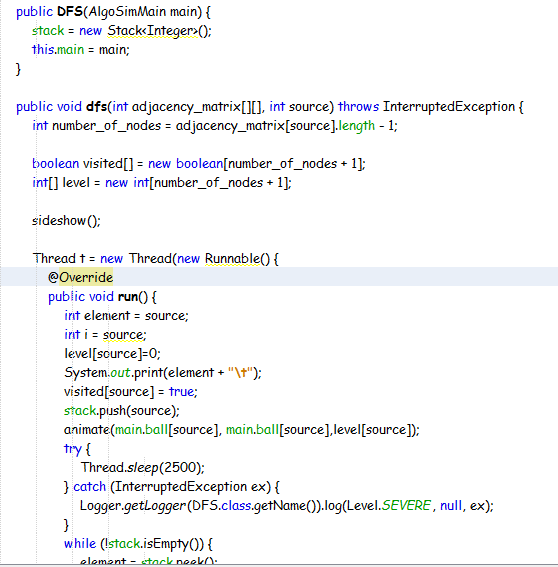 public DFS(AlgoSimMain main) {
stack = new Stack<Integer>();
this.main = main;
}
public void dfs(int adjacency_matrix[][], int source) throws InterruptedException {
int number_of_nodes = adjacency_matrix[source].length - 1;
boolean visited[] = new boolean[number_of_nodes + 1];
int[] level = new int[number_of_nodes + 1];
sideshow();
Thread t = new Thread(new Runnable() {
@Override
public void run() {
int element = source;
int i = source;
level[source]=0;
System.out.print(element + "\t");
visited[source] = true;
stack.push(source);
animate(main.ball[source], main.ball[source],level[source]);
try {
Thread.sleep(2500);
} catch (InterruptedException ex) {
Logger.getLogger(DFS.class.getName()).log(Level.SEVERE, null, ex);
}
while (!stack.isEmpty()) {
element = stack.peek();